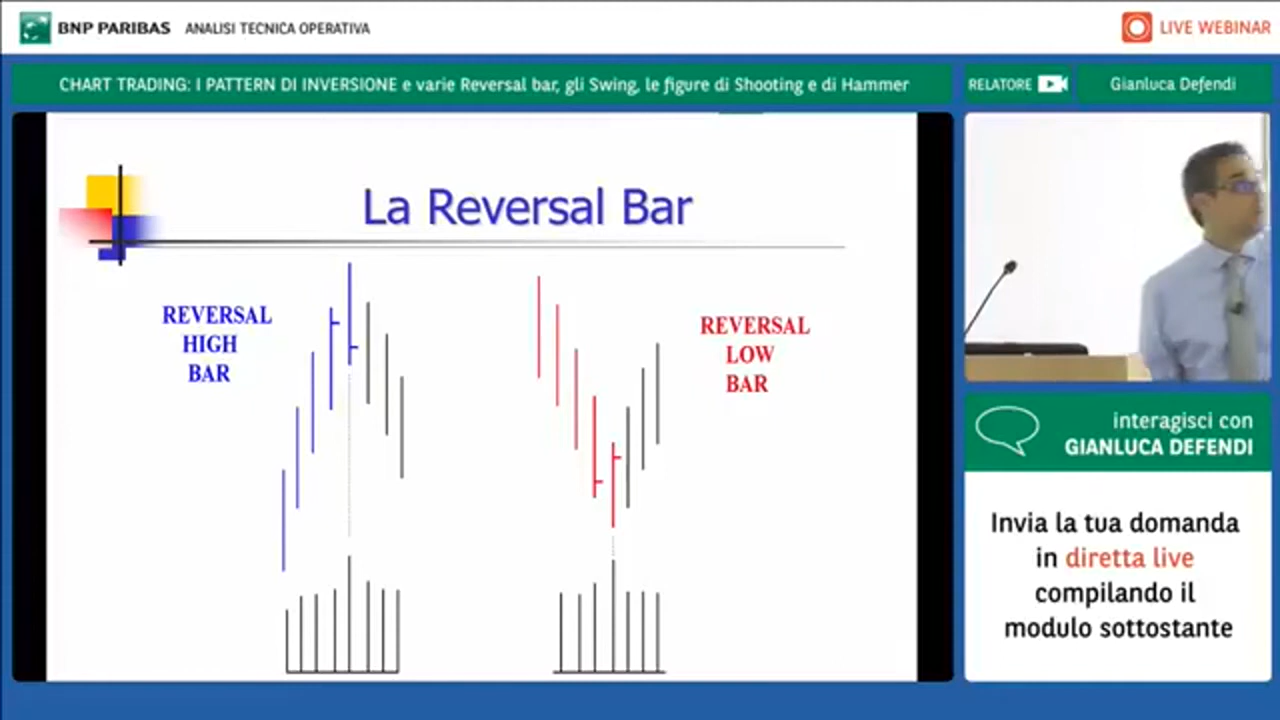 BNP PARIBAS ANALISI TECNICA OPERATIVA
LIVE WEBINAR
CHART TRADING: I PATTERN DI INVERSIONE e varie Reversal bar, gli Swing, le figure di Shooting e di Hammer
RELATORE
Gianluca Defendi
La Reversal Bar
REVERSAL
HIGH
BAR
REVERSAL
LOW
BAR
interagisci con
GIANLUCA DEFENDI
Invia la tua domanda
in diretta live
compilando il
modulo sottostante